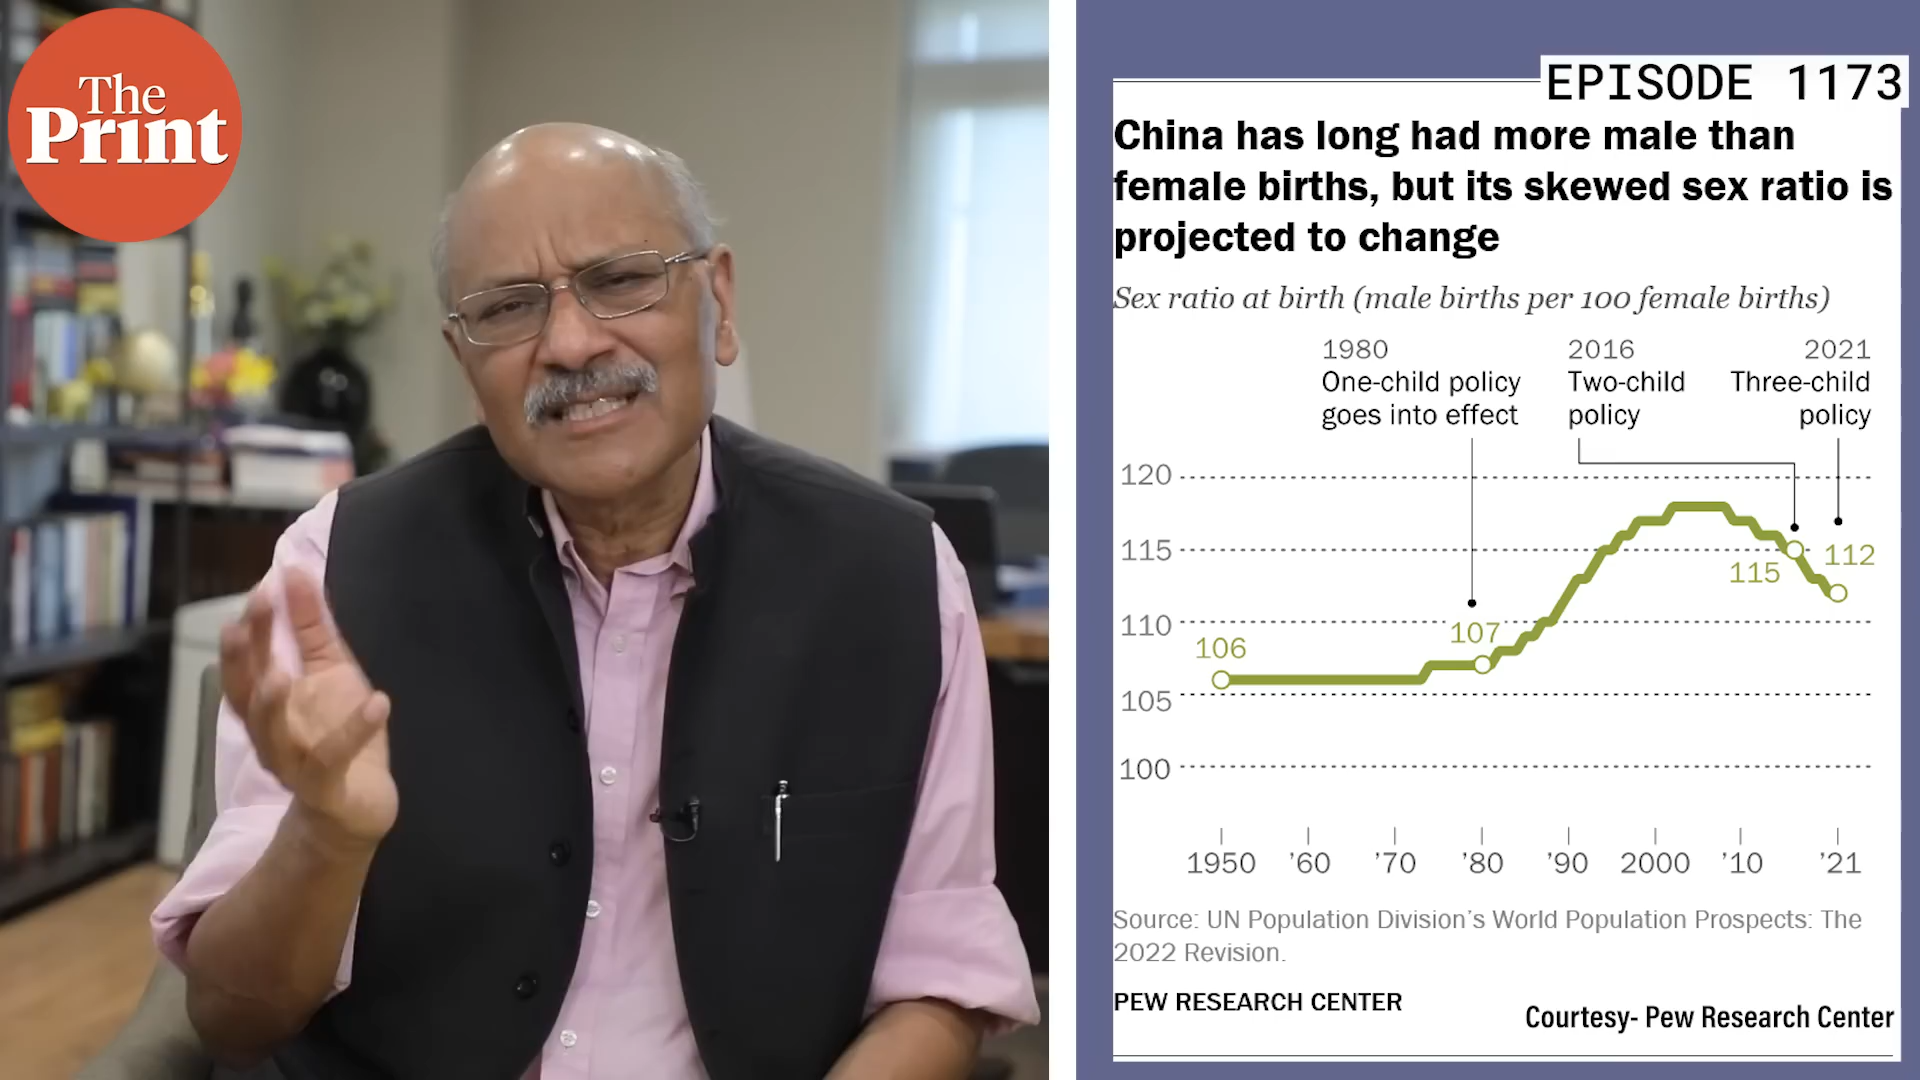 The
Print
EPISODE 1173
China has long had more male than
female births, but its skewed sex ratio is
projected to change
Sex ratio at birth (male births per 100 female births)
1980
One-child policy
goes into effect
2016
Two-child
policy
2021
Three-child
policy
120
115
110
105
100
106
107
115
112
1950 '60 '70 '80 '90 2000 '10 '21
Source: UN Population Division's World Population Prospects: The
2022 Revision.
PEW RESEARCH CENTER
Courtesy- Pew Research Center